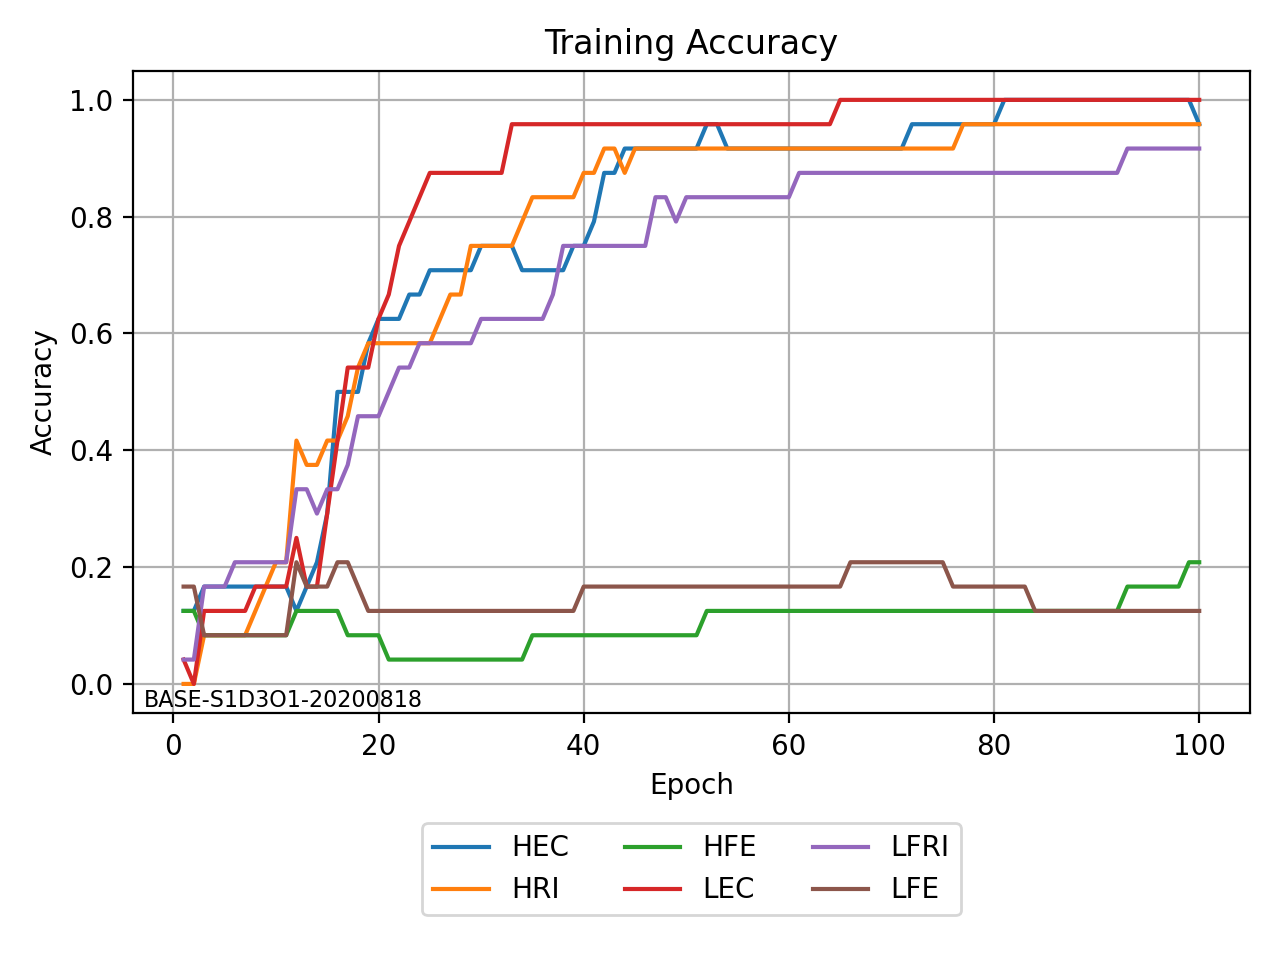 Training Accuracy
1.0
0.8
0.6
0.4
0.2
0.0
Accuracy
BASE-S1D3O1-20200818
0 20 40 60 80 100
Epoch
HEC HFE LFRI
HRI LEC LFE